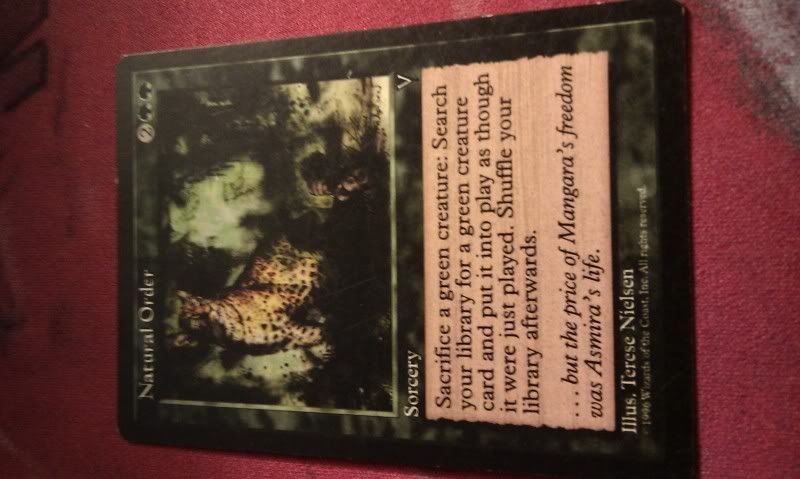 Natural Order 2
Sorcery
Sacrifice a green creature: Search
your library for a green creature
card and put it into play as though
it were just played. Shuffle your
library afterwards.
. . . but the price of Mangara's freedom
was Asmira's life.
Illus. Terese Nielsen
© 1996 Wizards of the Coast, Inc. All rights reserved.